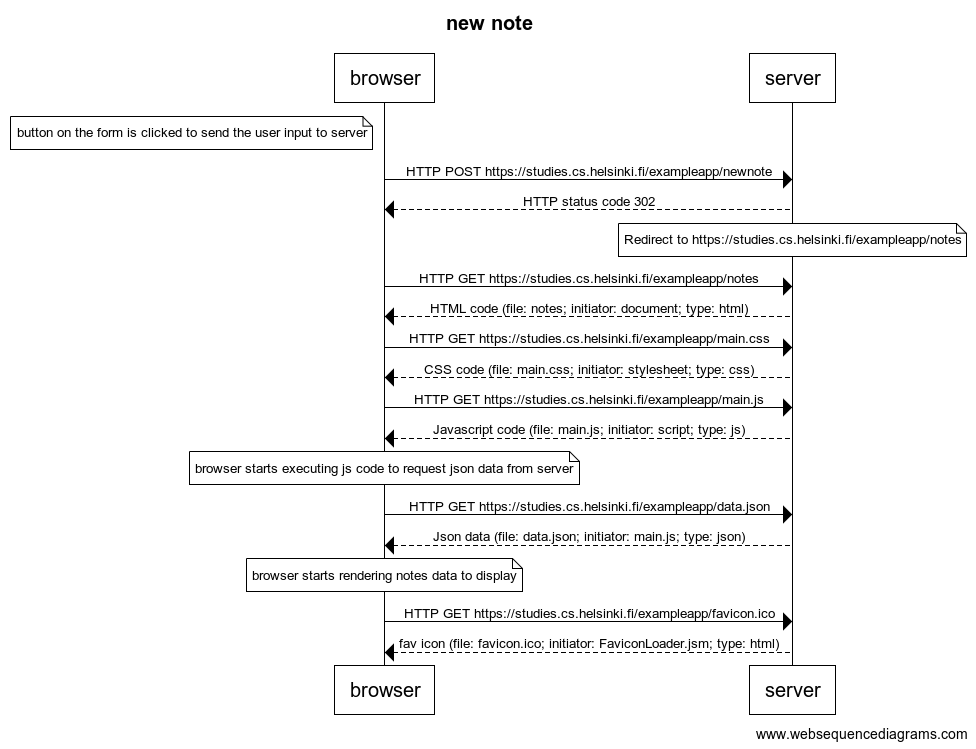 new note
browser
server
button on the form is clicked to send the user input to server
HTTP POST https://studies.cs.helsinki.fi/exampleapp/newnote
HTTP status code 302
Redirect to https://studies.cs.helsinki.fi/exampleapp/notes
HTTP GET https://studies.cs.helsinki.fi/exampleapp/notes
HTML code (file: notes; initiator: document; type: html)
HTTP GET https://studies.cs.helsinki.fi/exampleapp/main.css
CSS code (file: main.css; initiator: stylesheet; type: css)
HTTP GET https://studies.cs.helsinki.fi/exampleapp/main.js
Javascript code (file: main.js; initiator: script; type: js)
browser starts executing js code to request json data from server
HTTP GET https://studies.cs.helsinki.fi/exampleapp/data.json
Json data (file: data.json; initiator: main.js; type: json)
browser starts rendering notes data to display
HTTP GET https://studies.cs.helsinki.fi/exampleapp/favicon.ico
fav icon (file: favicon.ico; initiator: FaviconLoader.jsm; type: html)
browser
server
www.websequencediagrams.com